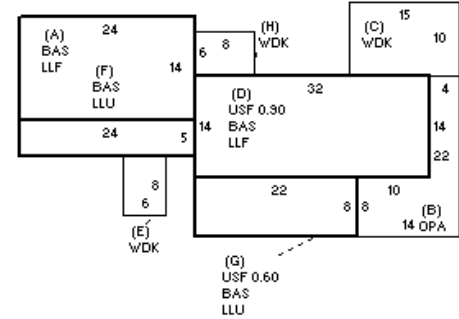 (A)
BAS
LLF
24
(F)
BAS
LLU
14
24
5
6
8
(H)
WDK
(C)
WDK
15
10
(D)
USF 0.90
BAS
LLF
32
14
4
14
22
8
6
(E)
WDK
22
8
8
10
(B)
14 OPA
(G)
USF 0.60
BAS
LLU